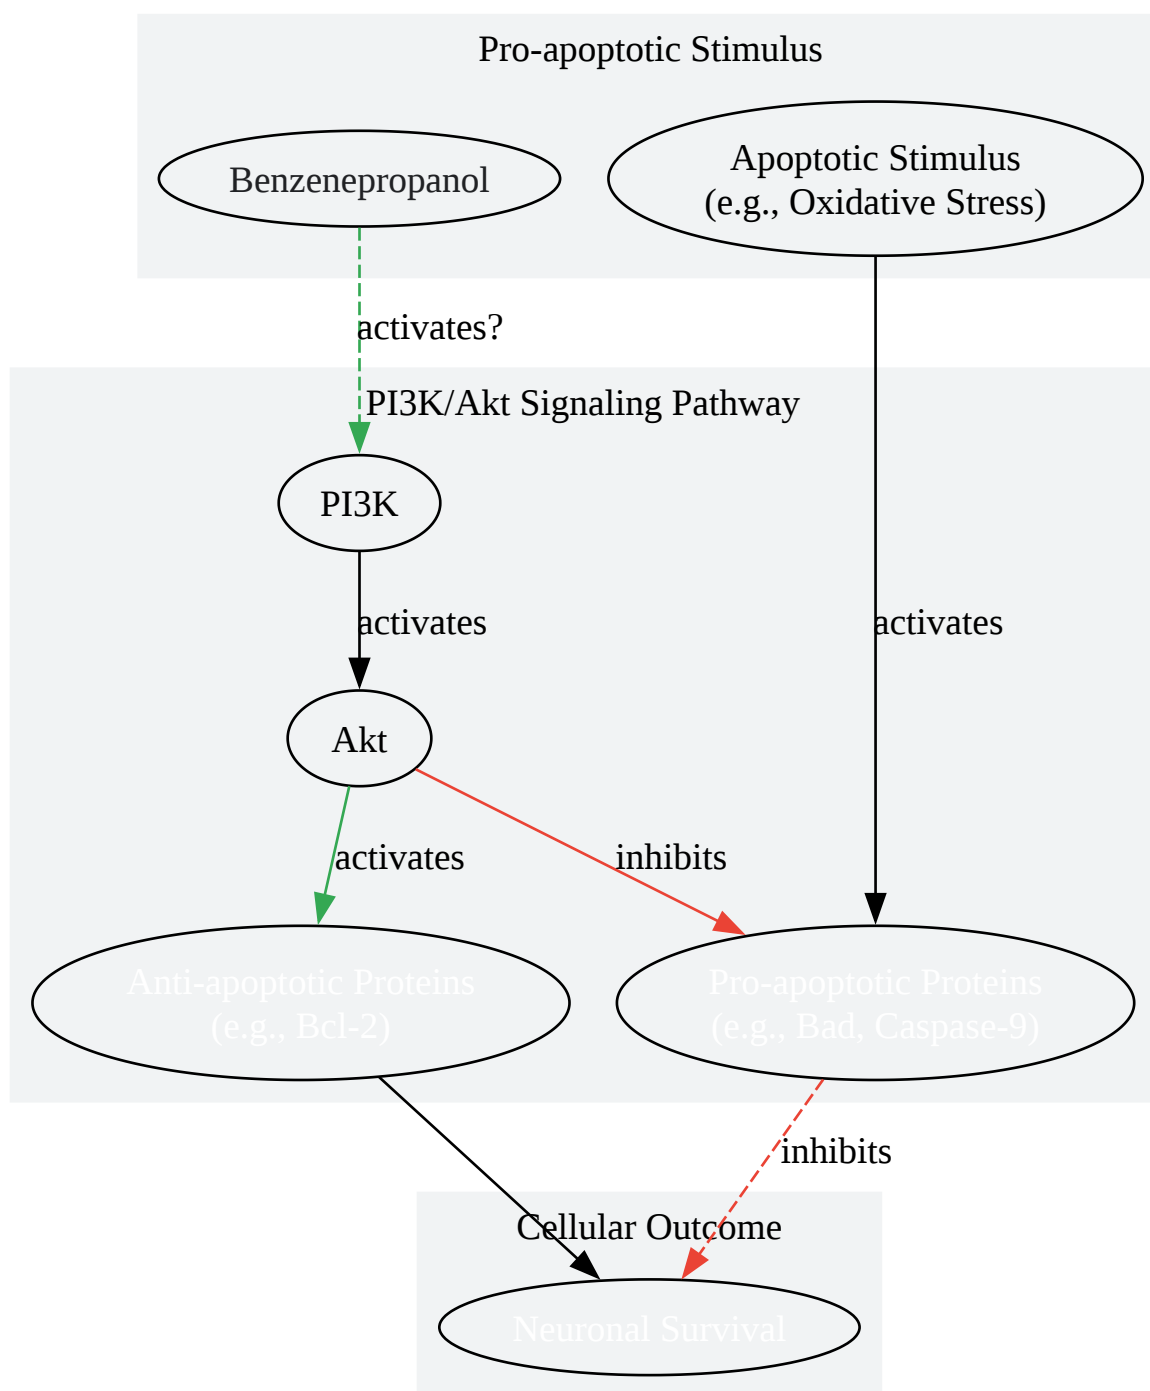 Pro-apoptotic Stimulus
Benzenepropanol
Apoptotic Stimulus
(e.g., Oxidative Stress)
activates?
PI3K/Akt Signaling Pathway
PI3K
activates
activates
Akt
activates
inhibits
Anti-apoptotic Proteins
(e.g., Bcl-2)
Pro-apoptotic Proteins
(e.g., Bad, Caspase-9)
inhibits
Cellular Outcome
Neuronal Survival